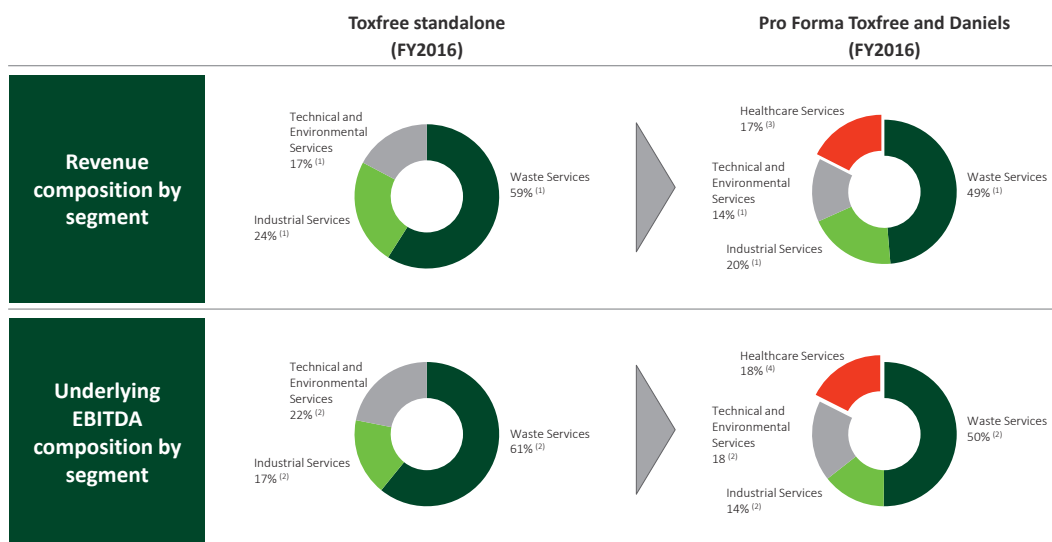 Toxfree standalone
(FY2016)
Pro Forma Toxfree and Daniels
(FY2016)
Revenue
composition by
segment
Technical and
Environmental
Services
17% (1)
Industrial Services
24% (1)
Waste Services
59% (1)
Healthcare Services
17% (3)
Technical and
Environmental
Services
14% (1)
Industrial Services
20% (1)
Waste Services
49% (1)
Underlying
EBITDA
composition by
segment
Technical and
Environmental
Services
22% (2)
Industrial Services
17% (2)
Waste Services
61% (2)
Healthcare Services
18% (4)
Technical and
Environmental
Services
18 (2)
Industrial Services
14% (2)
Waste Services
50% (2)